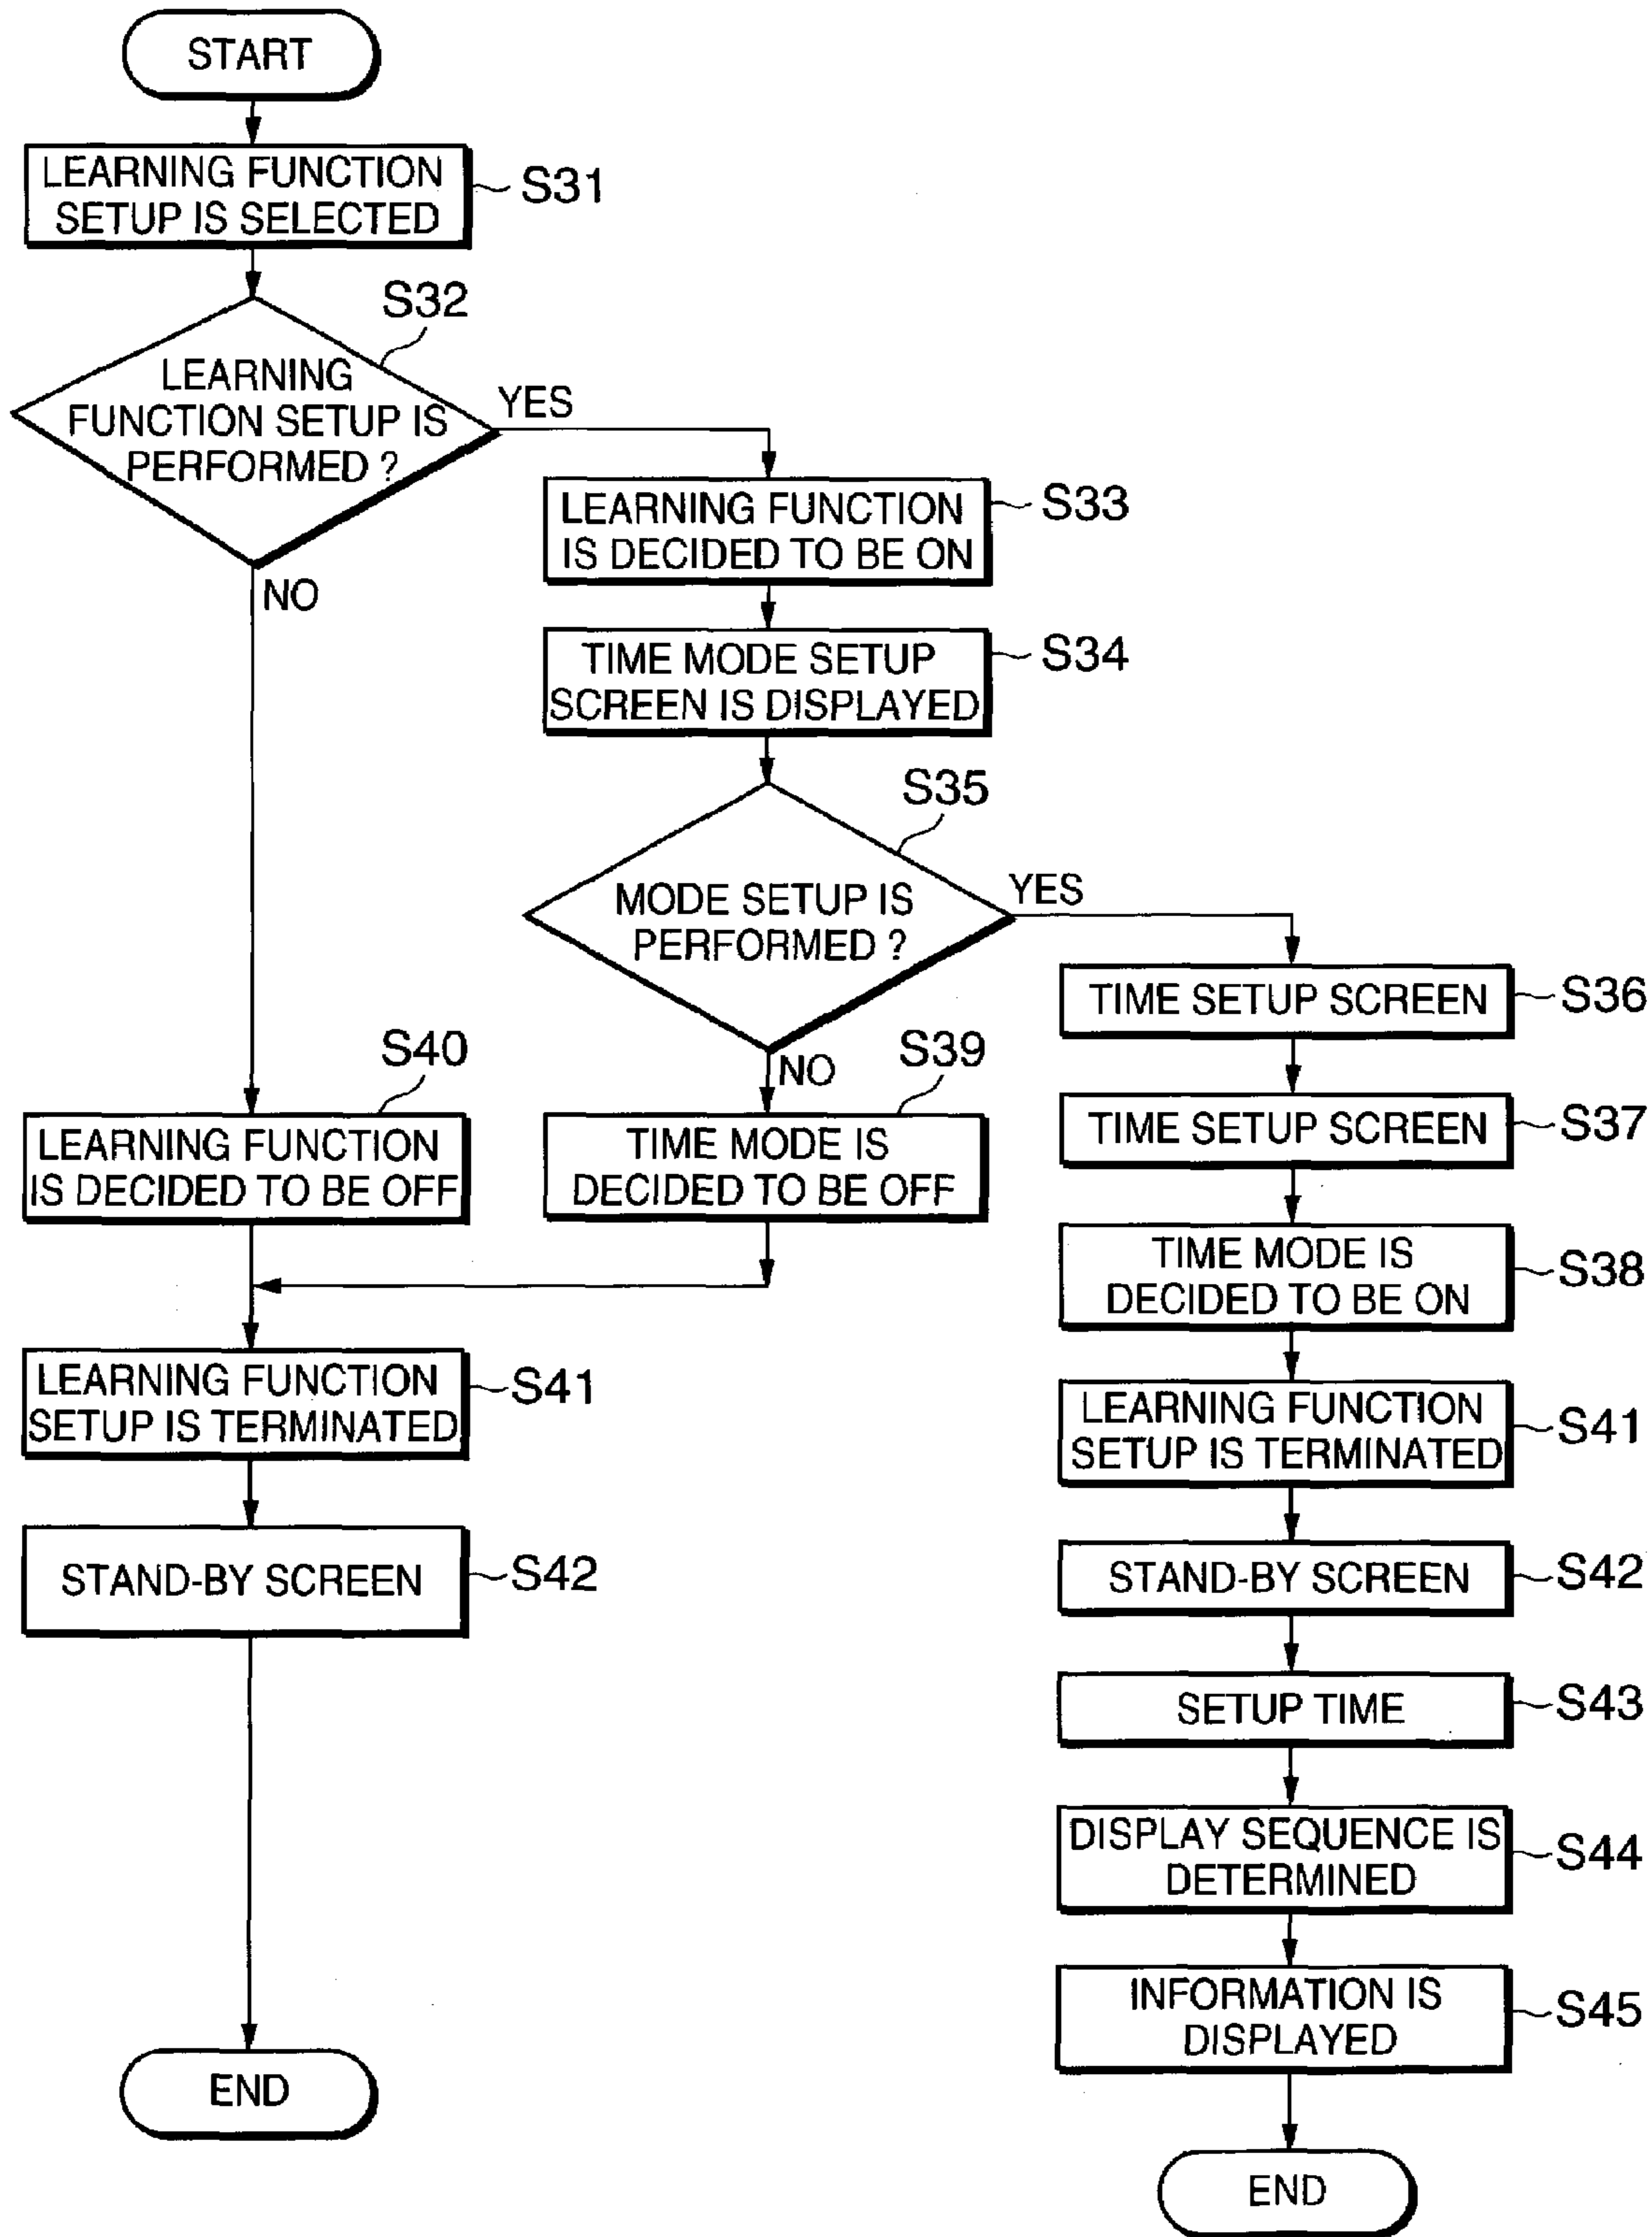 START
LEARNING FUNCTION
SETUP IS SELECTED
S31
S32
LEARNING
FUNCTION SETUP IS
PERFORMED ?
YES
NO
LEARNING FUNCTION
IS DECIDED TO BE ON
S33
TIME MODE SETUP
SCREEN IS DISPLAYED
S34
S35
MODE SETUP IS
PERFORMED ?
YES
NO
TIME SETUP SCREEN
S36
TIME SETUP SCREEN
S37
TIME MODE IS
DECIDED TO BE ON
S38
S39
TIME MODE IS
DECIDED TO BE OFF
S40
LEARNING FUNCTION
IS DECIDED TO BE OFF
LEARNING FUNCTION
SETUP IS TERMINATED
S41
STAND-BY SCREEN
S42
END
LEARNING FUNCTION
SETUP IS TERMINATED
S41
STAND-BY SCREEN
S42
SETUP TIME
S43
DISPLAY SEQUENCE IS
DETERMINED
S44
INFORMATION IS
DISPLAYED
S45
END